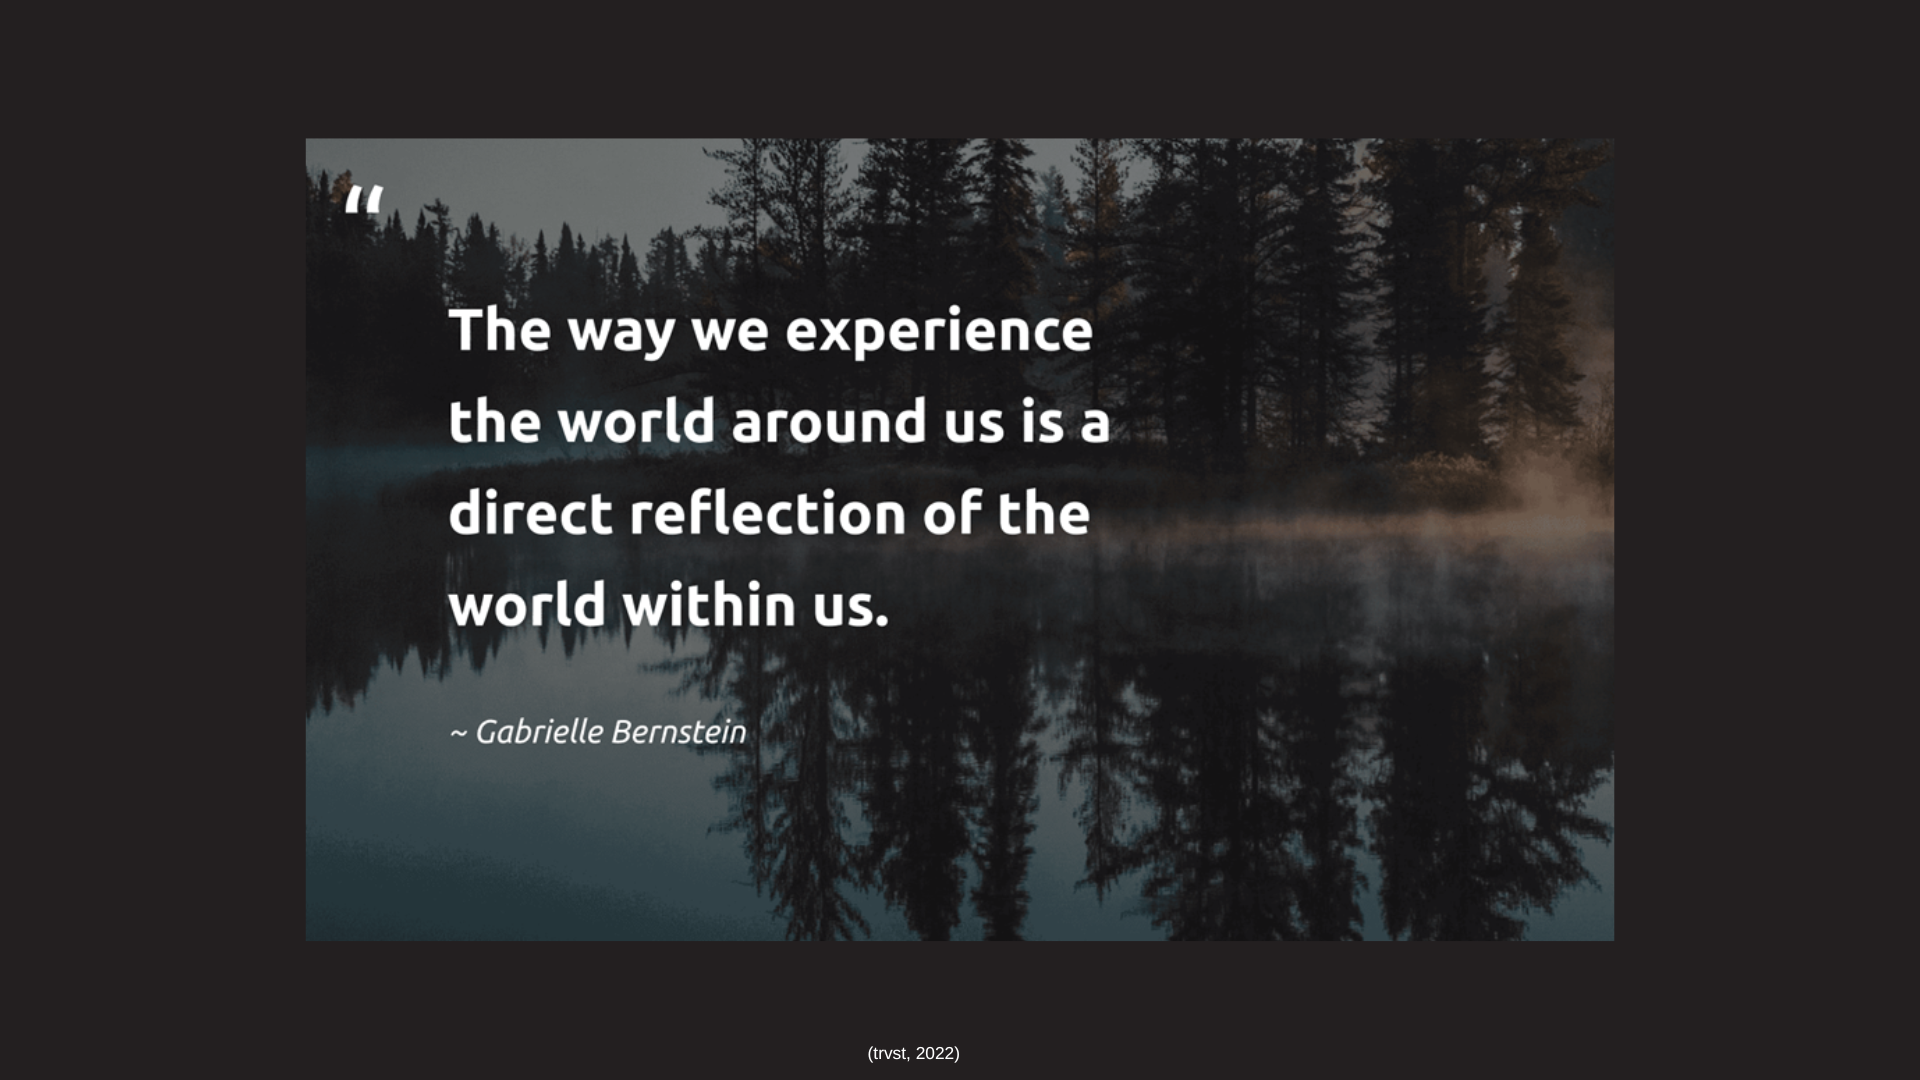 “
The way we experience
the world around us is a
direct reflection of the
world within us.
~ Gabrielle Bernstein
(trvst, 2022)